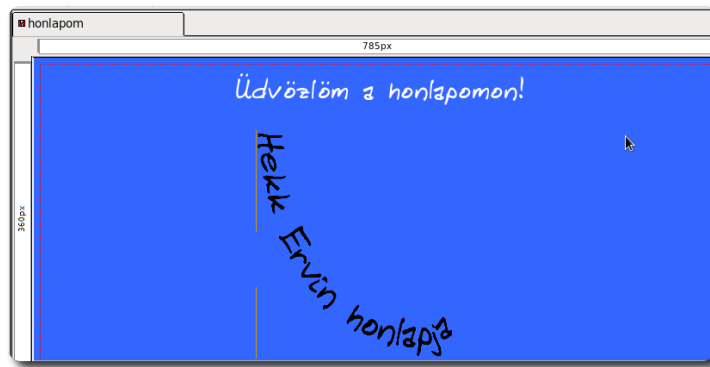 honlapom
785px
360px
Üdvözlöm a honlapomon!
Hekk Ervin honlapja